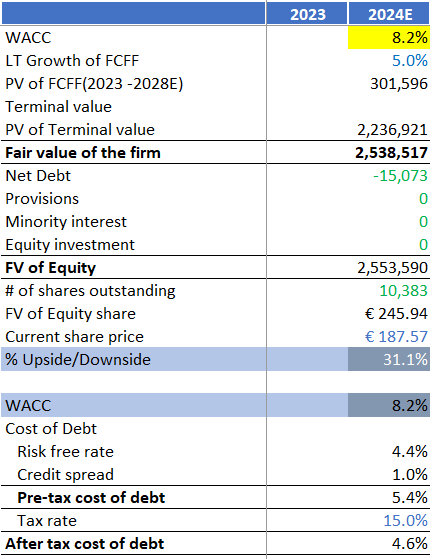 2023 2024E
WACC 8.2%
LT Growth of FCFF 5.0%
PV of FCFF(2023 -2028E) 301,596
Terminal value
PV of Terminal value 2,236,921
Fair value of the firm 2,538,517
Net Debt -15,073
Provisions 0
Minority interest 0
Equity investment 0
FV of Equity 2,553,590
# of shares outstanding 10,383
FV of Equity share € 245.94
Current share price € 187.57
% Upside/Downside 31.1%
WACC 8.2%
Cost of Debt
Risk free rate 4.4%
Credit spread 1.0%
Pre-tax cost of debt 5.4%
Tax rate 15.0%
After tax cost of debt 4.6%